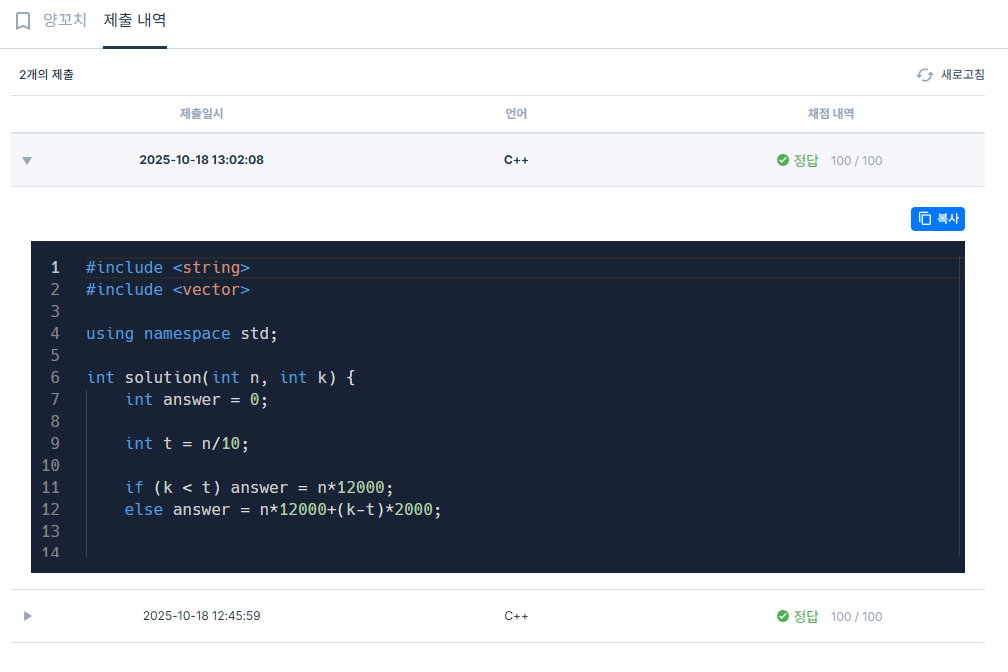 양꼬치 제출 내역
2개의 제출 새로고침
제출일시 언어 채점 내역
2025-10-18 13:02:08 C++ 정답 100 / 100
복사
1 #include <string>
2 #include <vector>
3
4 using namespace std;
5
6 int solution(int n, int k) {
7     int answer = 0;
8
9     int t = n/10;
10
11     if (k < t) answer = n*12000;
12     else answer = n*12000+(k-t)*2000;
13
14
2025-10-18 12:45:59 C++ 정답 100 / 100